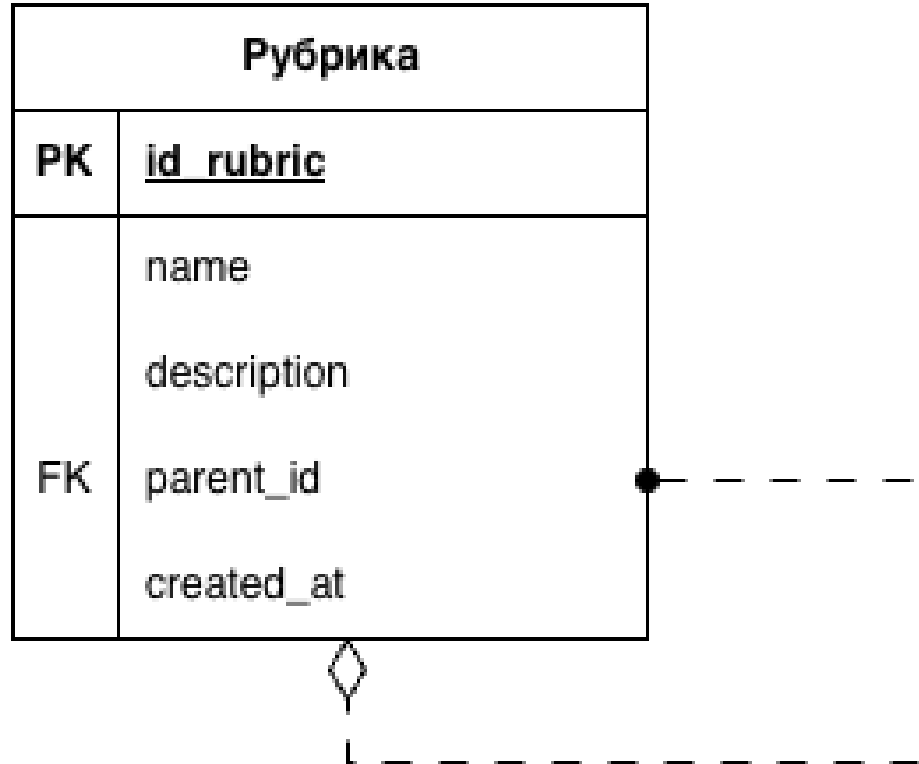 Рубрика
PK id_rubric
name
description
FK parent_id
created_at